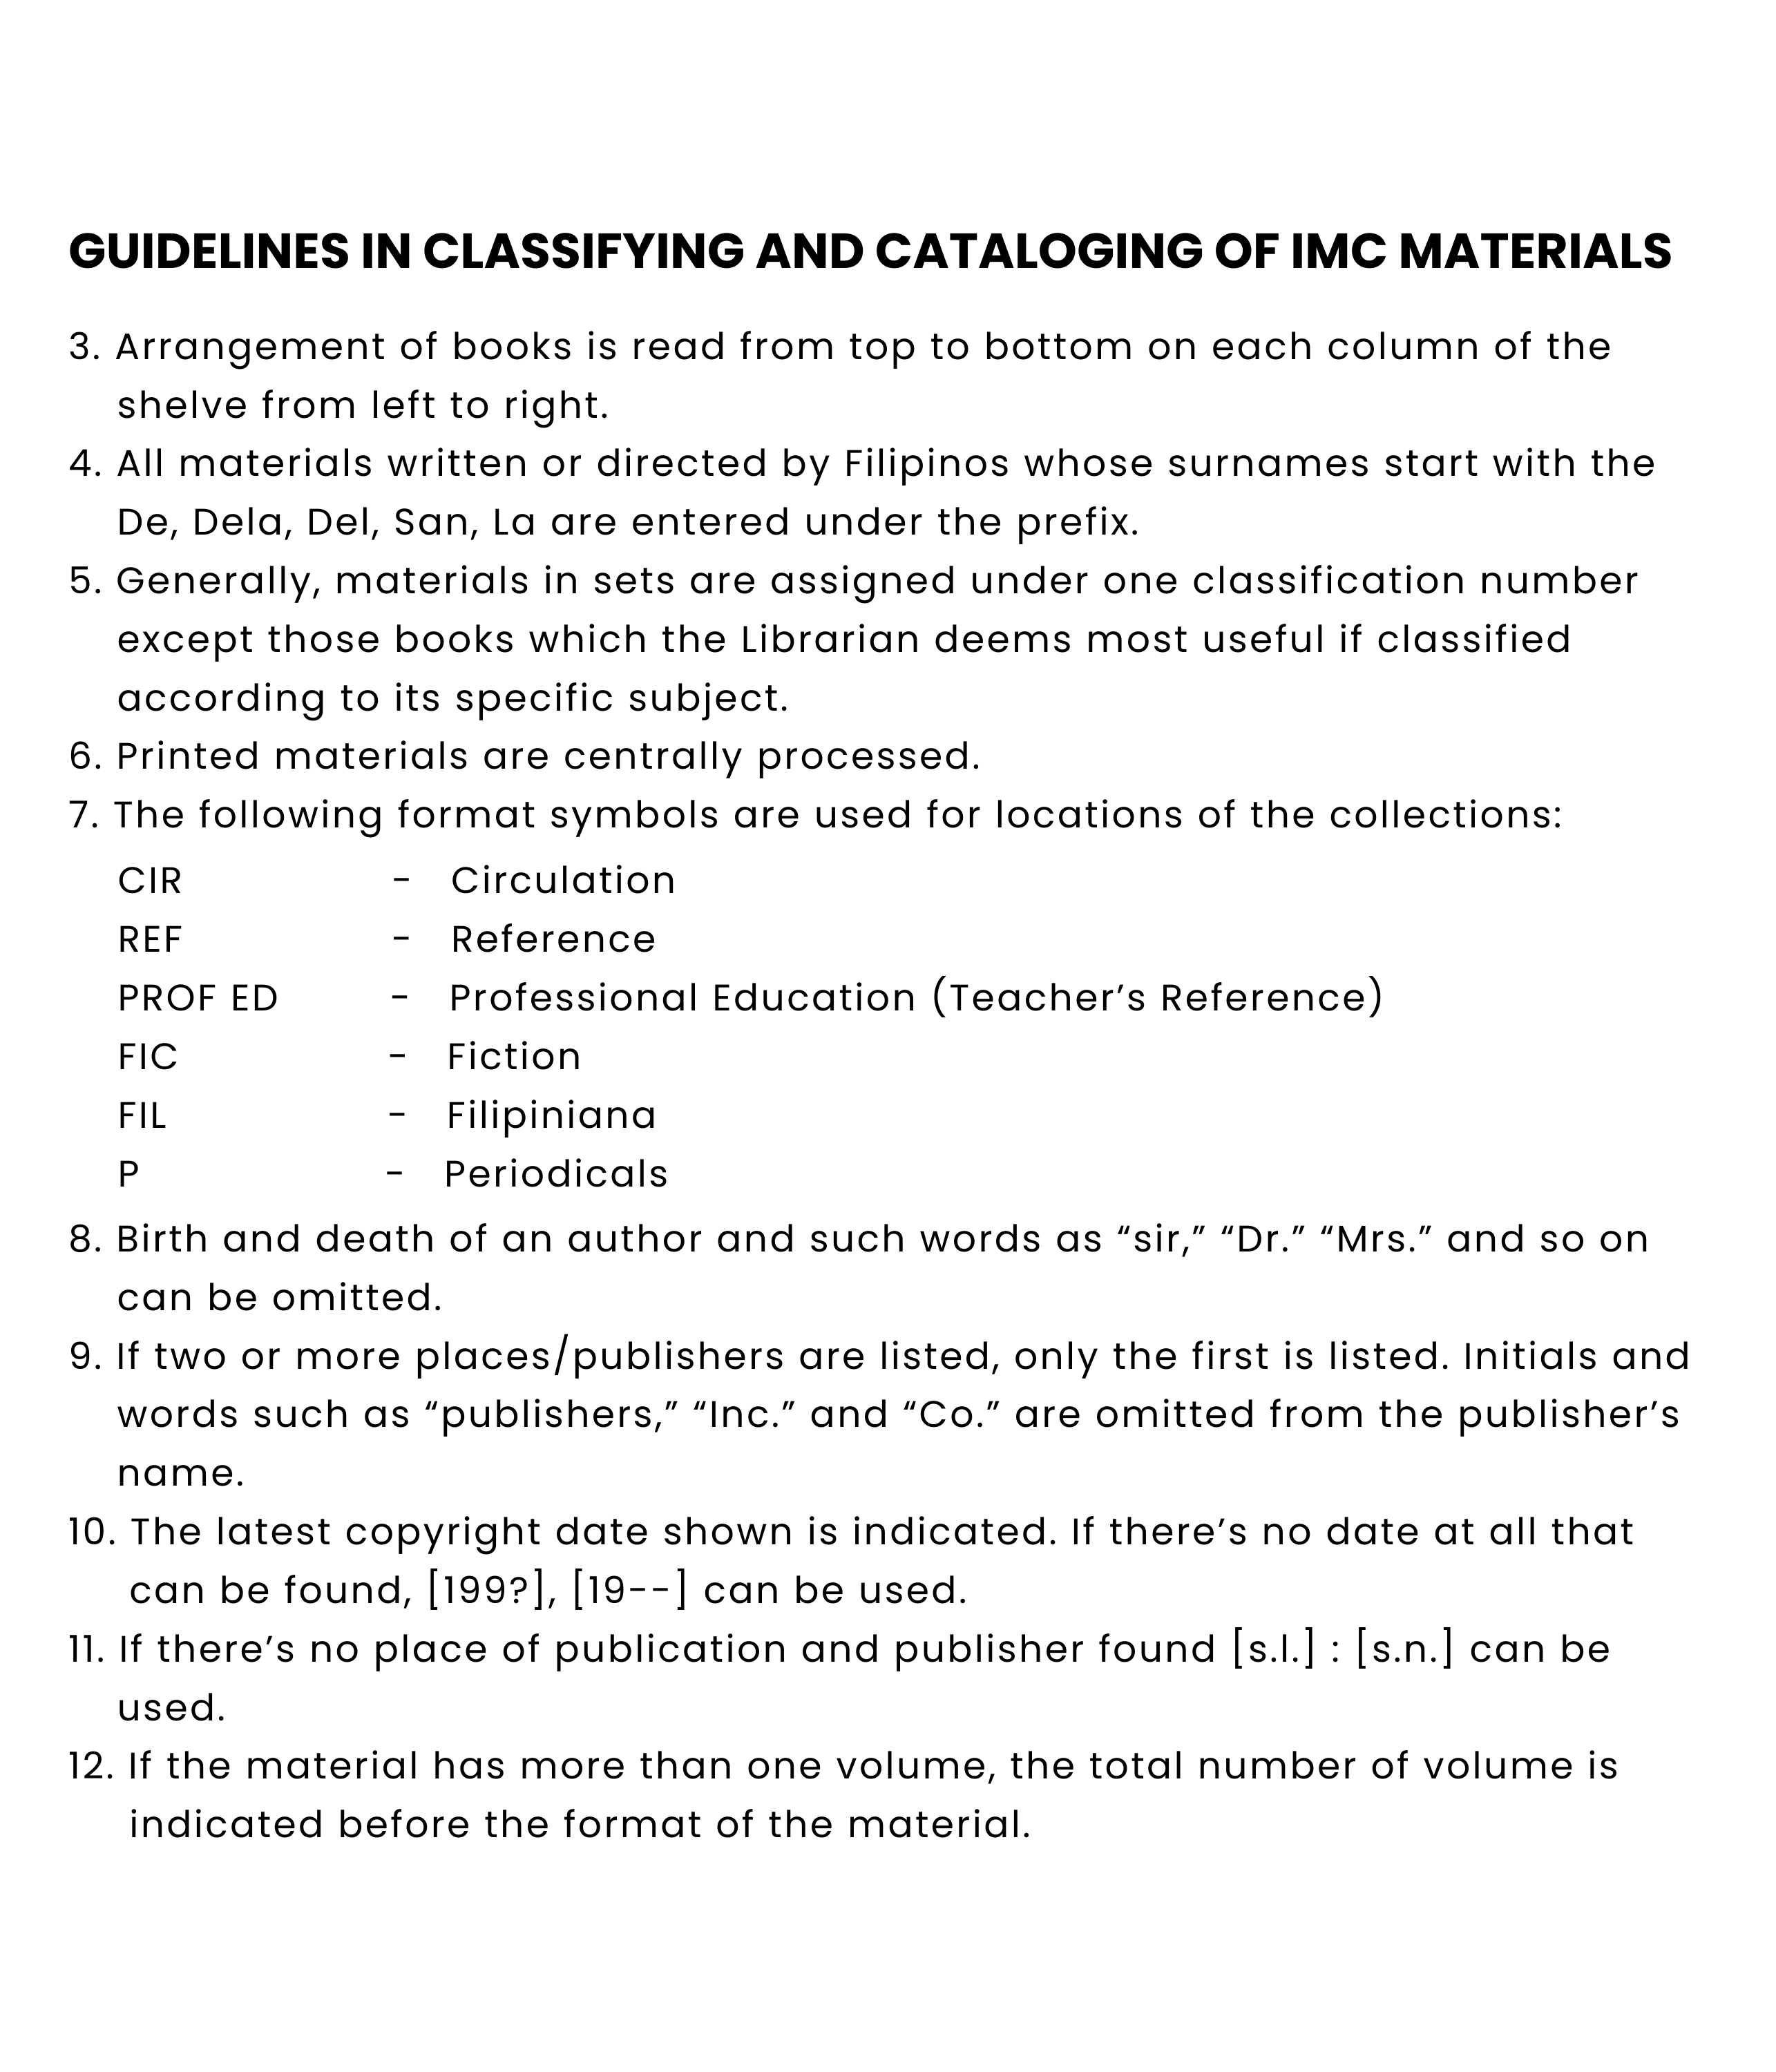 GUIDELINES IN CLASSIFYING AND CATALOGING OF IMC MATERIALS
3. Arrangement of books is read from top to bottom on each column of the
shelve from left to right.
4. All materials written or directed by Filipinos whose surnames start with the
De, Dela, Del, San, La are entered under the prefix.
5. Generally, materials in sets are assigned under one classification number
except those books which the Librarian deems most useful if classified
according to its specific subject.
6. Printed materials are centrally processed.
7. The following format symbols are used for locations of the collections:
CIR - Circulation
REF - Reference
PROF ED - Professional Education (Teacher’s Reference)
FIC - Fiction
FIL - Filipiniana
P - Periodicals
8. Birth and death of an author and such words as “sir,” “Dr.” “Mrs.” and so on
can be omitted.
9. If two or more places/publishers are listed, only the first is listed. Initials and
words such as “publishers,” “Inc.” and “Co.” are omitted from the publisher’s
name.
10. The latest copyright date shown is indicated. If there’s no date at all that
can be found, [199?], [19--] can be used.
11. If there’s no place of publication and publisher found [s.l.] : [s.n.] can be
used.
12. If the material has more than one volume, the total number of volume is
indicated before the format of the material.